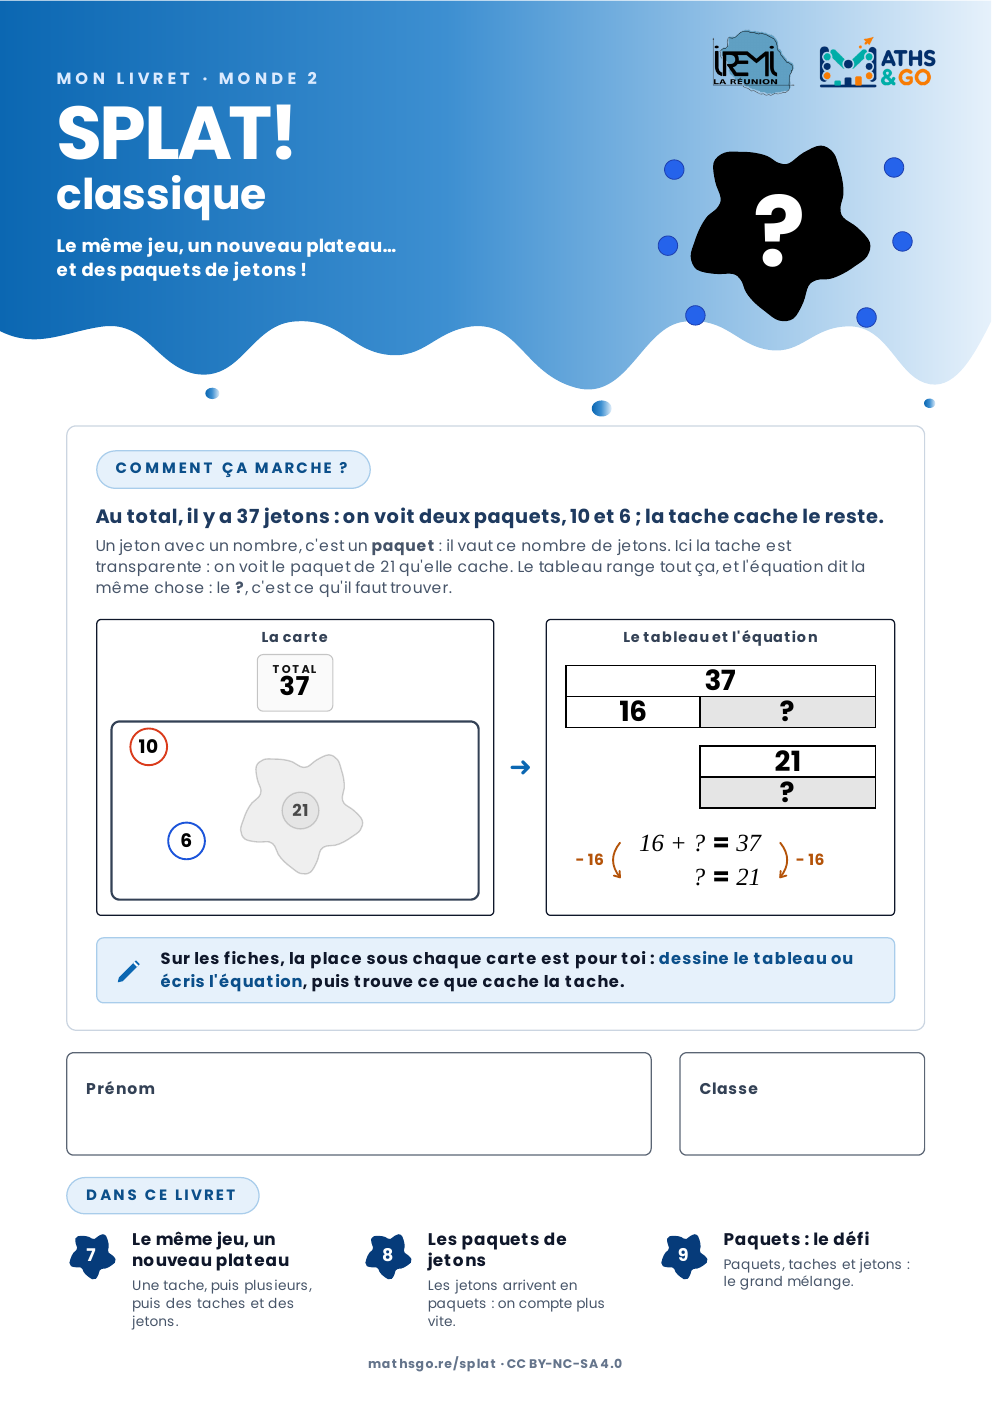 MON LIVRET · MONDE 2
SPLAT!
classique
Le même jeu, un nouveau plateau...
et des paquets de jetons !
iREMi
LA RÉUNION
MATHS
&GO
?
COMMENT ÇA MARCHE ?
Au total, il y a 37 jetons : on voit deux paquets, 10 et 6 ; la tache cache le reste.
Un jeton avec un nombre, c'est un paquet : il vaut ce nombre de jetons. Ici la tache est
transparente : on voit le paquet de 21 qu'elle cache. Le tableau range tout ça, et l'équation dit la
même chose : le ?, c'est ce qu'il faut trouver.
La carte
TOTAL
37
10
21
6
➜
Le tableau et l'équation
37
16 ?
21
?
16 + ? = 37
- 16 - 16
? = 21
Sur les fiches, la place sous chaque carte est pour toi : dessine le tableau ou
écris l'équation, puis trouve ce que cache la tache.
Prénom
Classe
DANS CE LIVRET
7
Le même jeu, un
nouveau plateau
Une tache, puis plusieurs,
puis des taches et des
jetons.
8
Les paquets de
jetons
Les jetons arrivent en
paquets : on compte plus
vite.
9
Paquets : le défi
Paquets, taches et jetons :
le grand mélange.
mathsgo.re/splat · CC BY-NC-SA 4.0